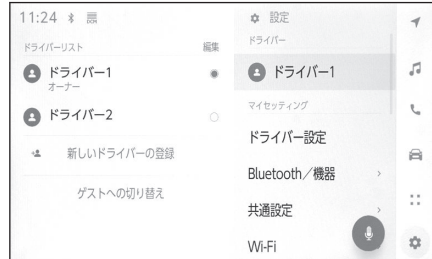 11:24
ドライバーリスト
編集
ドライバー1
オーナー
ドライバー2
新しいドライバーの登録
ゲストへの切り替え
設定
ドライバー
ドライバー1
マイセッティング
ドライバー設定
Bluetooth／機器
共通設定
Wi-Fi